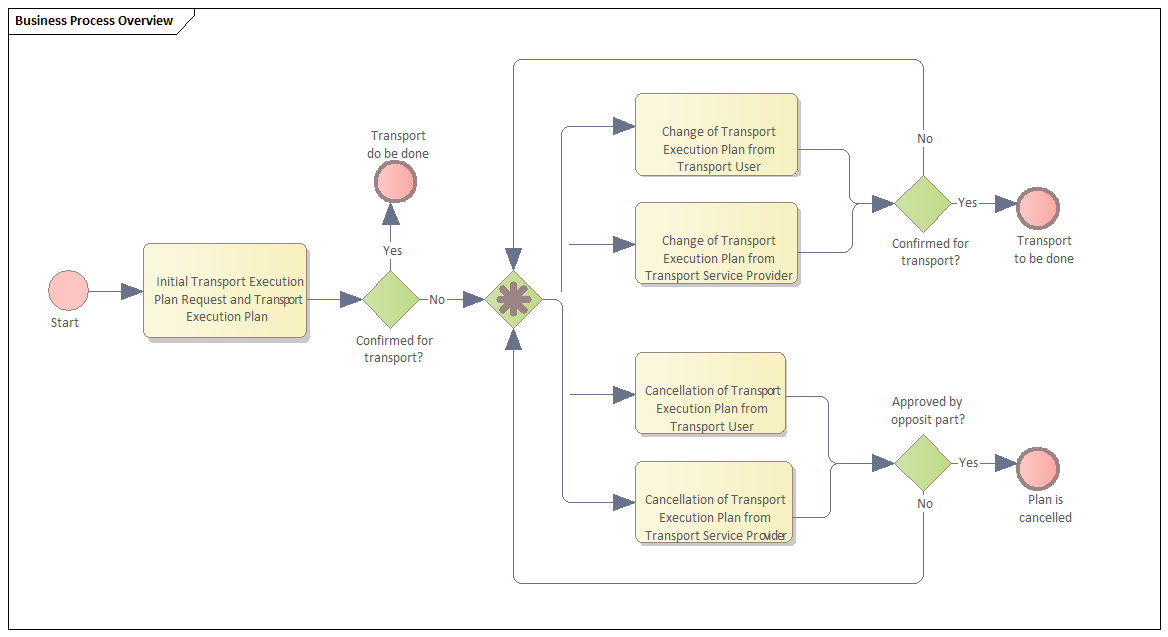 Business Process Overview
Start
Initial Transport Execution
Plan Request and Transport
Execution Plan
Transport
do be done
Yes
Confirmed for
transport?
No
Change of Transport
Execution Plan from
Transport User
Change of Transport
Execution Plan from
Transport Service Provider
Cancellation of Transport
Execution Plan from
Transport User
Cancellation of Transport
Execution Plan from
Transport Service Provider
No
Confirmed for
transport?
Yes
Transport
to be done
Approved by
opposit part?
Yes
No
Plan is
cancelled